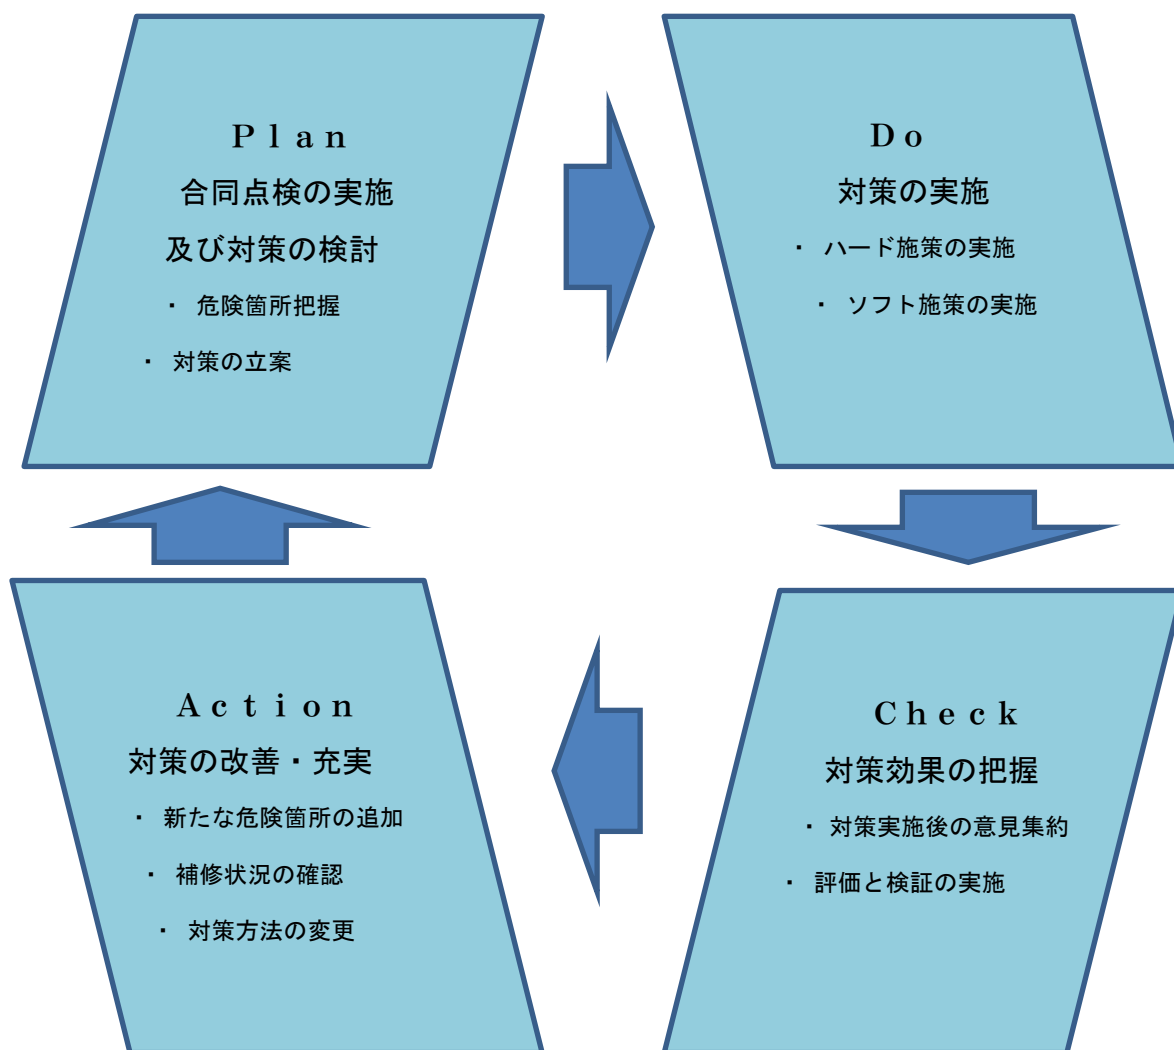 Ｐｌａｎ
合同点検の実施
及び対策の検討
・ 危険箇所把握
・ 対策の立案
Ｄｏ
対策の実施
・ ハード施策の実施
・ ソフト施策の実施
Ａｃｔｉｏｎ
対策の改善・充実
・ 新たな危険箇所の追加
・ 補修状況の確認
・ 対策方法の変更
Ｃｈｅｃｋ
対策効果の把握
・ 対策実施後の意見集約
・ 評価と検証の実施